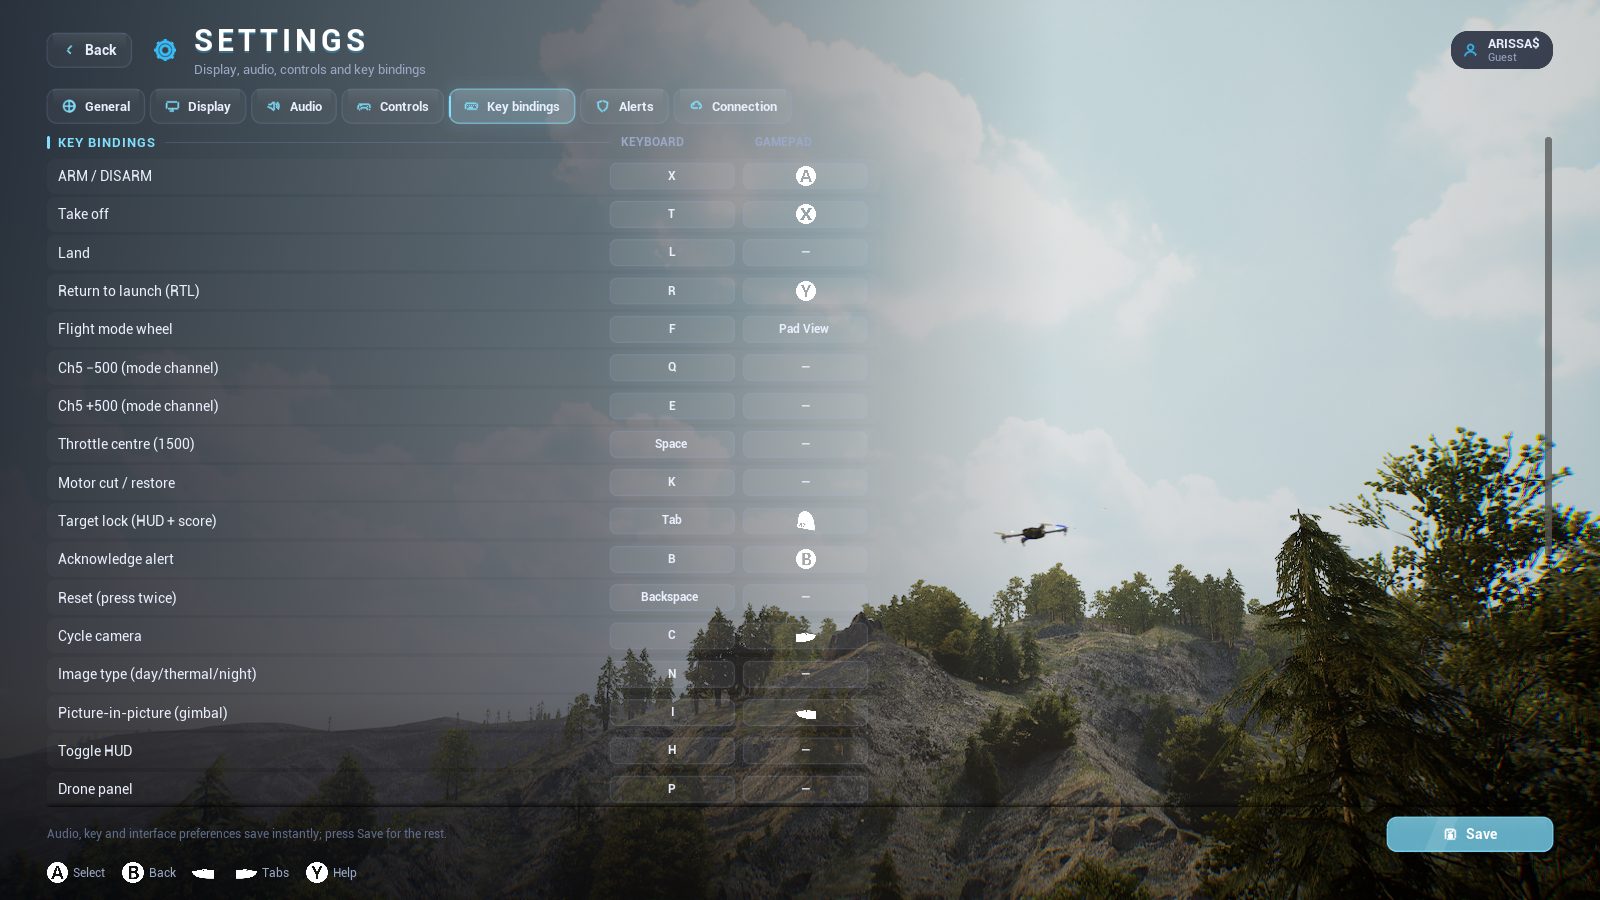 Back
SETTINGS
Display, audio, controls and key bindings
ARISSA$
Guest
General
Display
Audio
Controls
Key bindings
Alerts
Connection
KEY BINDINGS KEYBOARD GAMEPAD
ARM / DISARM X A
Take off T X
Land L –
Return to launch (RTL) R Y
Flight mode wheel F Pad View
Ch5 −500 (mode channel) Q –
Ch5 +500 (mode channel) E –
Throttle centre (1500) Space –
Motor cut / restore K –
Target lock (HUD + score) Tab
Acknowledge alert B B
Reset (press twice) Backspace –
Cycle camera C
Image type (day/thermal/night) N –
Picture-in-picture (gimbal) I
Toggle HUD H –
Drone panel P –
Audio, key and interface preferences save instantly; press Save for the rest.
Save
A Select B Back Tabs Y Help